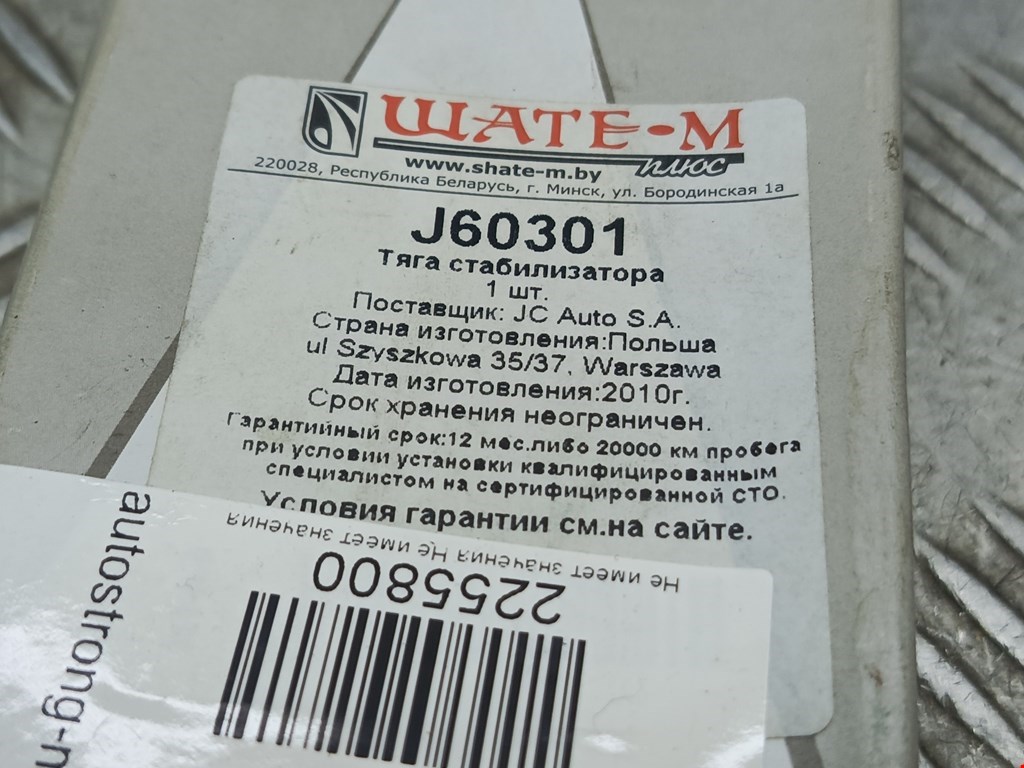 ШАТЕ-М
плюс
www.shate-m.by
220028, Республика Беларусь, г. Минск, ул. Бородинская 1а
J60301
Тяга стабилизатора
1 шт.
Поставщик: JC Auto S.A.
Страна изготовления:Польша
ul Szyszkowa 35/37, Warszawa
Дата изготовления:2010г.
Срок хранения неограничен.
Гарантийный срок:12 мес.либо 20000 км пробега
при условии установки квалифицированным
специалистом на сертифицированной СТО.
Условия гарантии см.на сайте.
Не имеет значения Не имеет значения
2255800
autostrong-